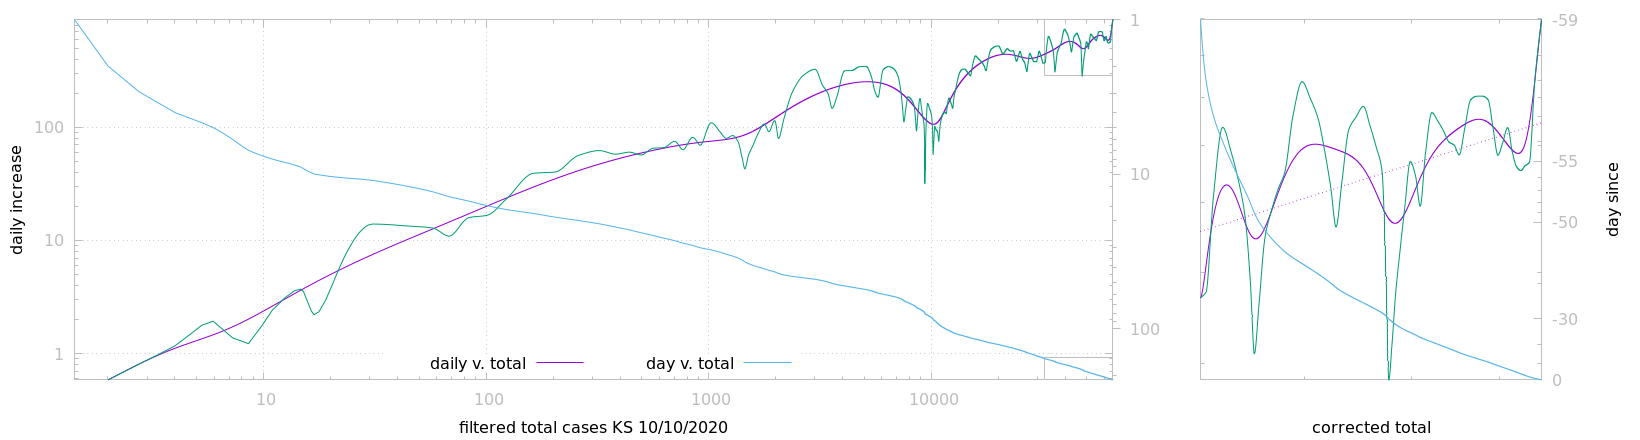 daily increase
100
10
1
10
100
1000
10000
1
10
100
daily v. total
day v. total
filtered total cases KS 10/10/2020
-59
-55
-50
-30
0
day since
corrected total